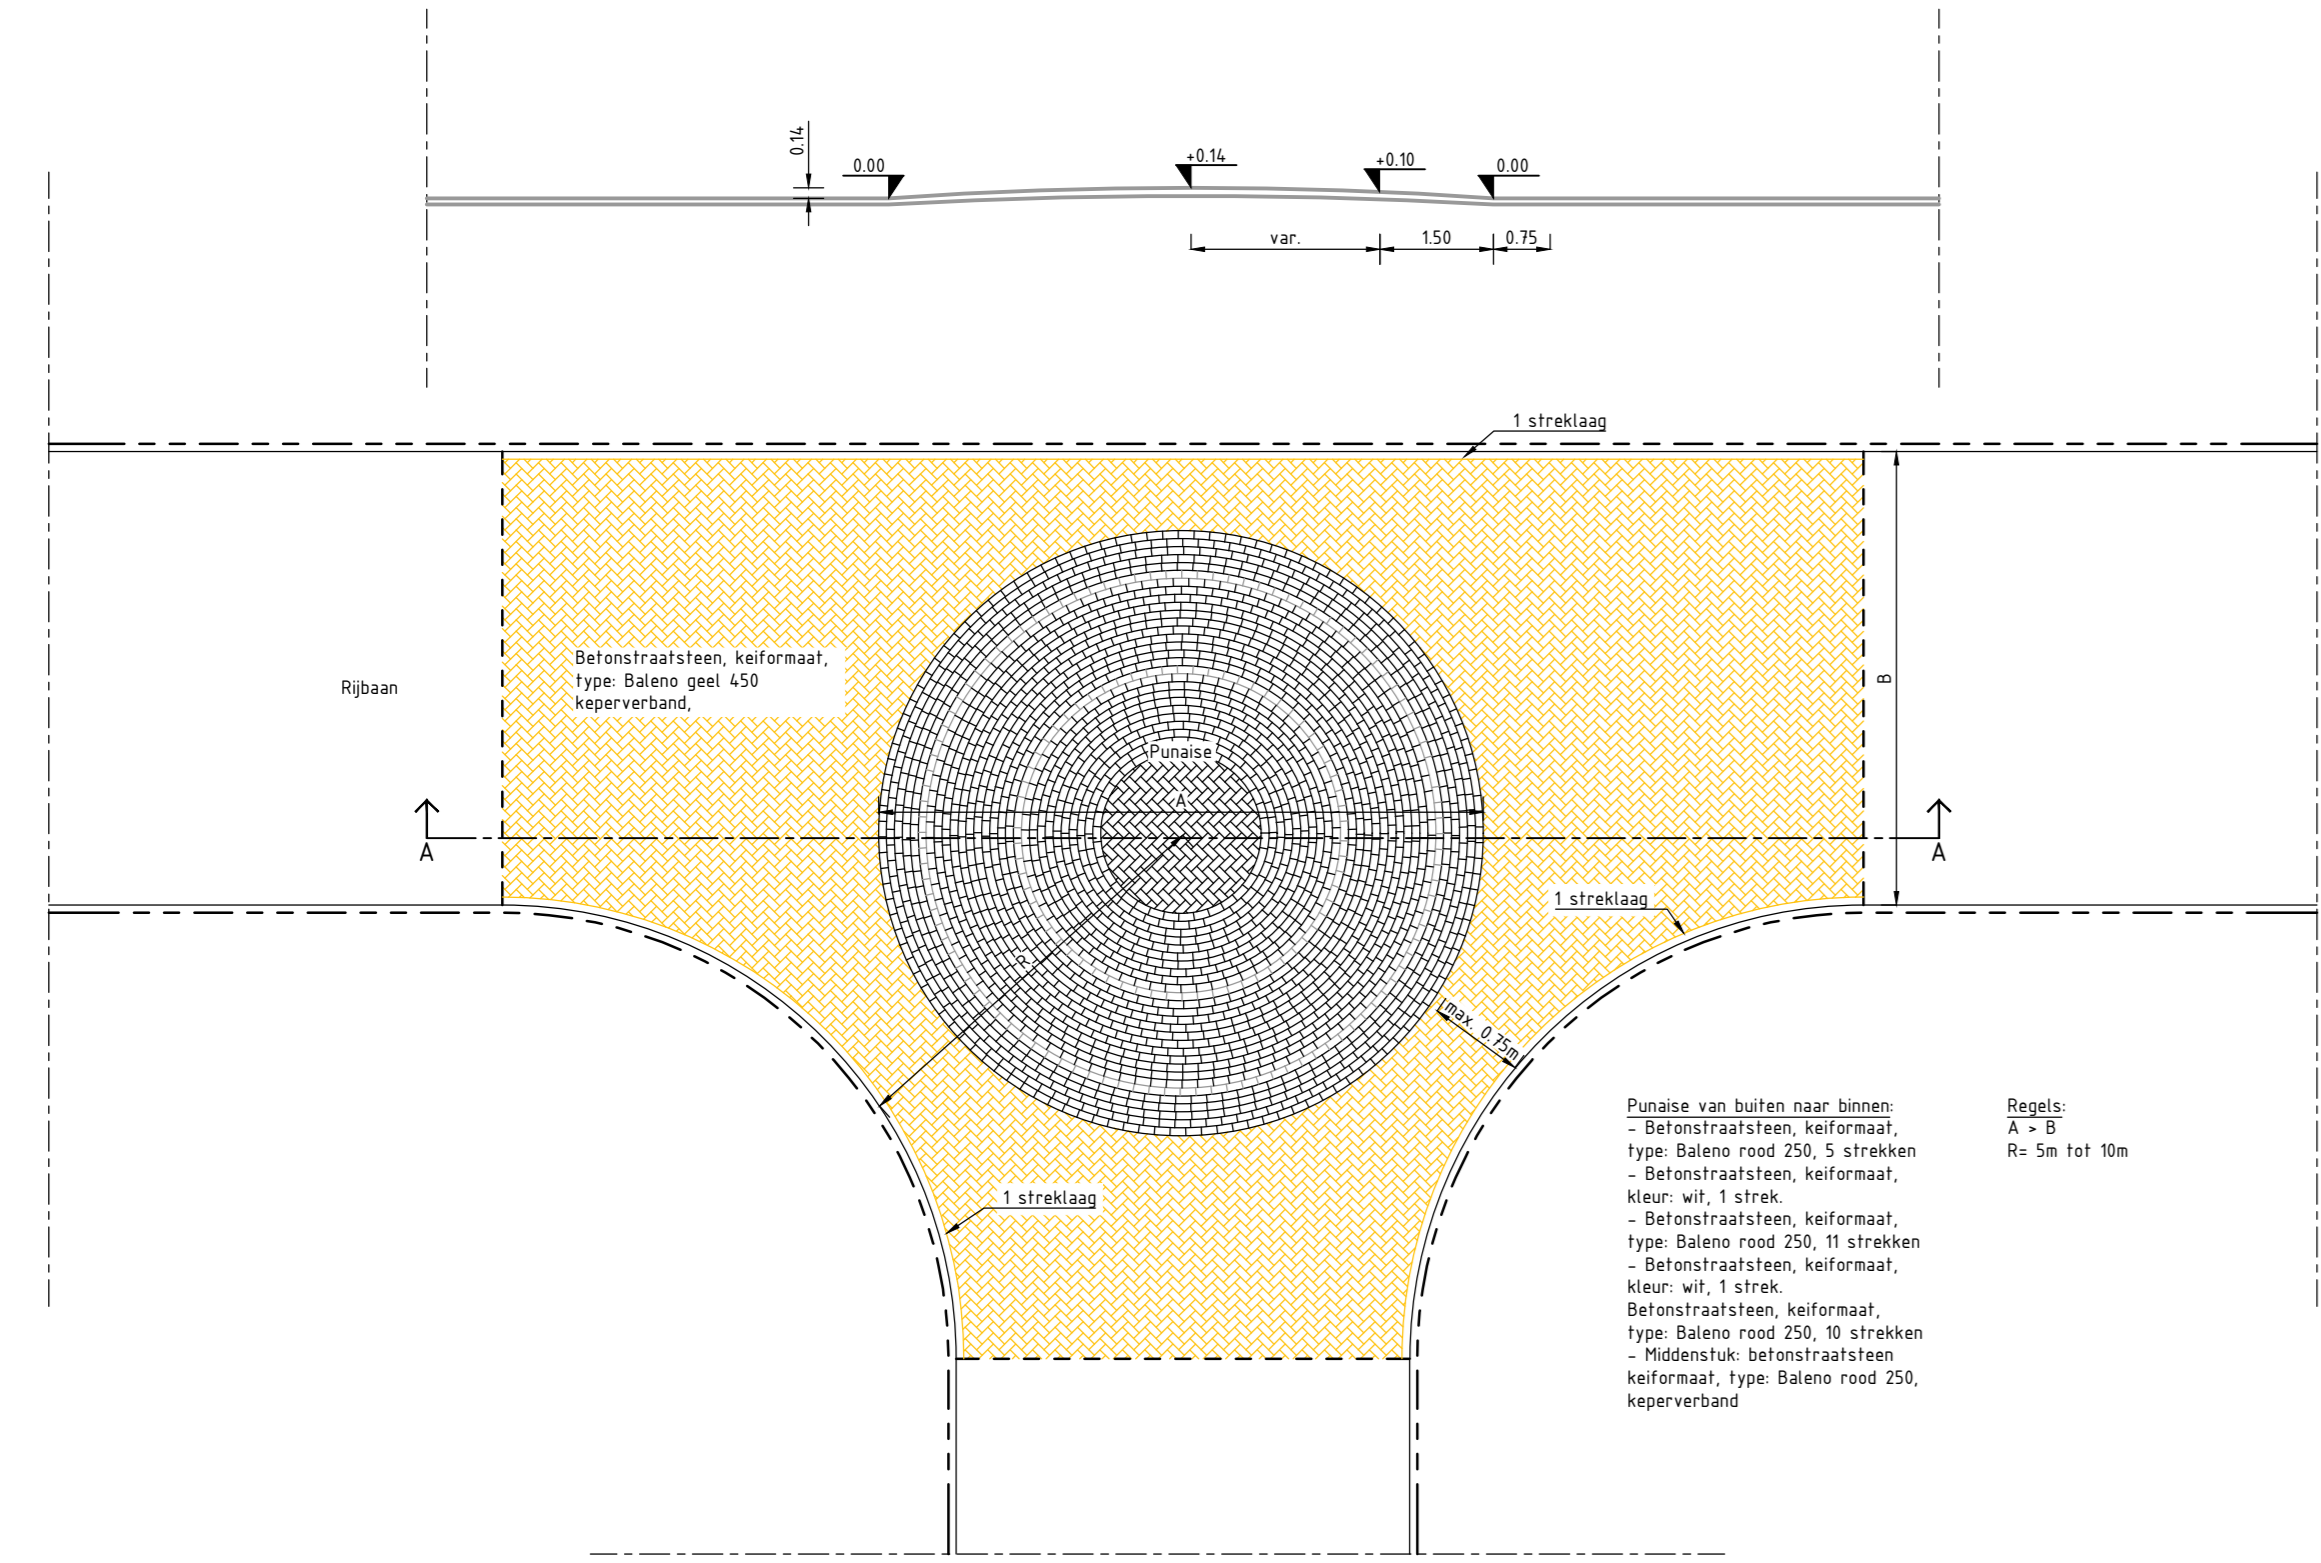 0.14
0.00
+0.14
+0.10
0.00
var.
1.50
0.75
1 streklaag
Betonstraatsteen, keiformaat,
type: Baleno geel 450
keperverband,
Rijbaan
B
Punaise
A
A
A
1 streklaag
R
max. 0.75m
1 streklaag
Punaise van buiten naar binnen:
- Betonstraatsteen, keiformaat,
type: Baleno rood 250, 5 strekken
- Betonstraatsteen, keiformaat,
kleur: wit, 1 strek.
- Betonstraatsteen, keiformaat,
type: Baleno rood 250, 11 strekken
- Betonstraatsteen, keiformaat,
kleur: wit, 1 strek.
Betonstraatsteen, keiformaat,
type: Baleno rood 250, 10 strekken
- Middenstuk: betonstraatsteen
keiformaat, type: Baleno rood 250,
keperverband
Regels:
A > B
R= 5m tot 10m